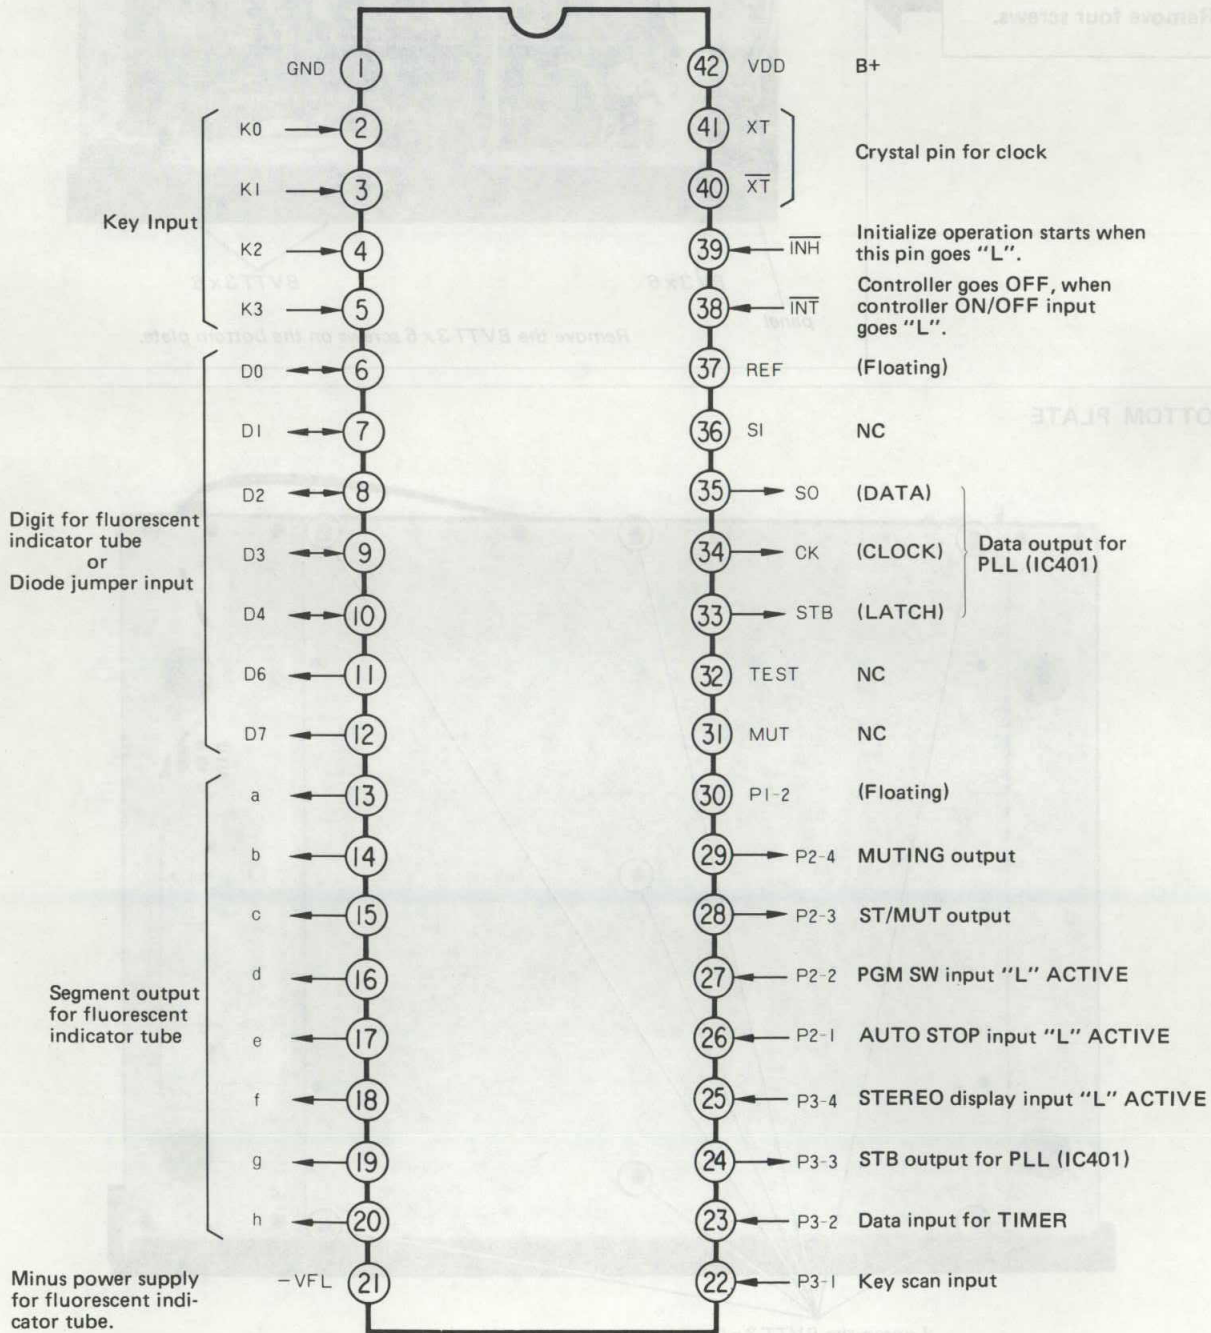 Remove four screws.
GND 1
K0 2
K1 3
Key Input
K2 4
K3 5
D0 6
D1 7
D2 8
Digit for fluorescent
indicator tube
or
Diode jumper input
D3 9
D4 10
D6 11
D7 12
a 13
b 14
c 15
d 16
Segment output
for fluorescent
indicator tube
e 17
f 18
g 19
h 20
Minus power supply
for fluorescent indi-
cator tube.
-VFL 21
42 VDD B+
41 XT
Crystal pin for clock
40 X̅T̅
39 I̅N̅H̅ Initialize operation starts when
this pin goes "L".
38 I̅N̅T̅ Controller goes OFF, when
controller ON/OFF input
goes "L".
37 REF (Floating)
36 SI NC
35 SO (DATA)
34 CK (CLOCK)
Data output for
PLL (IC401)
33 STB (LATCH)
32 TEST NC
31 MUT NC
30 P1-2 (Floating)
29 P2-4 MUTING output
28 P2-3 ST/MUT output
27 P2-2 PGM SW input "L" ACTIVE
26 P2-1 AUTO STOP input "L" ACTIVE
25 P3-4 STEREO display input "L" ACTIVE
24 P3-3 STB output for PLL (IC401)
23 P3-2 Data input for TIMER
22 P3-1 Key scan input
BVTT3x6
panel
Remove the BVTT3x6 screws on the bottom plate.
OTTOM PLATE